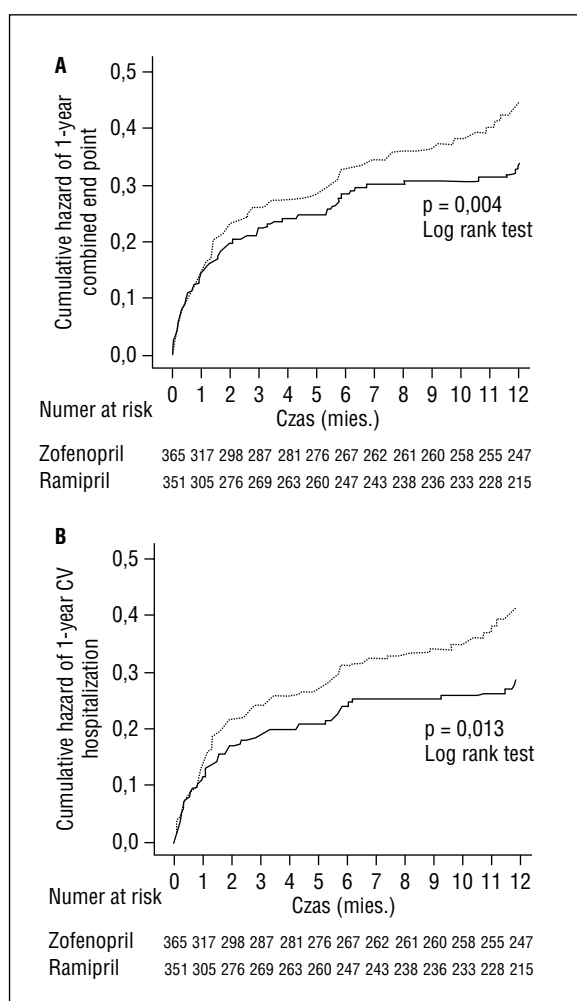 A
0,5
0,4
0,3
0,2
0,1
0,0
Cumulative hazard of 1-year
combined end point
p = 0,004
Log rank test
0 1 2 3 4 5 6 7 8 9 10 11 12
Numer at risk
Czas (mies.)
Zofenopril 365 317 298 287 281 276 267 262 261 260 258 255 247
Ramipril 351 305 276 269 263 260 247 243 238 236 233 228 215
B
0,5
0,4
0,3
0,2
0,1
0,0
Cumulative hazard of 1-year CV
hospitalization
p = 0,013
Log rank test
0 1 2 3 4 5 6 7 8 9 10 11 12
Numer at risk
Czas (mies.)
Zofenopril 365 317 298 287 281 276 267 262 261 260 258 255 247
Ramipril 351 305 276 269 263 260 247 243 238 236 233 228 215